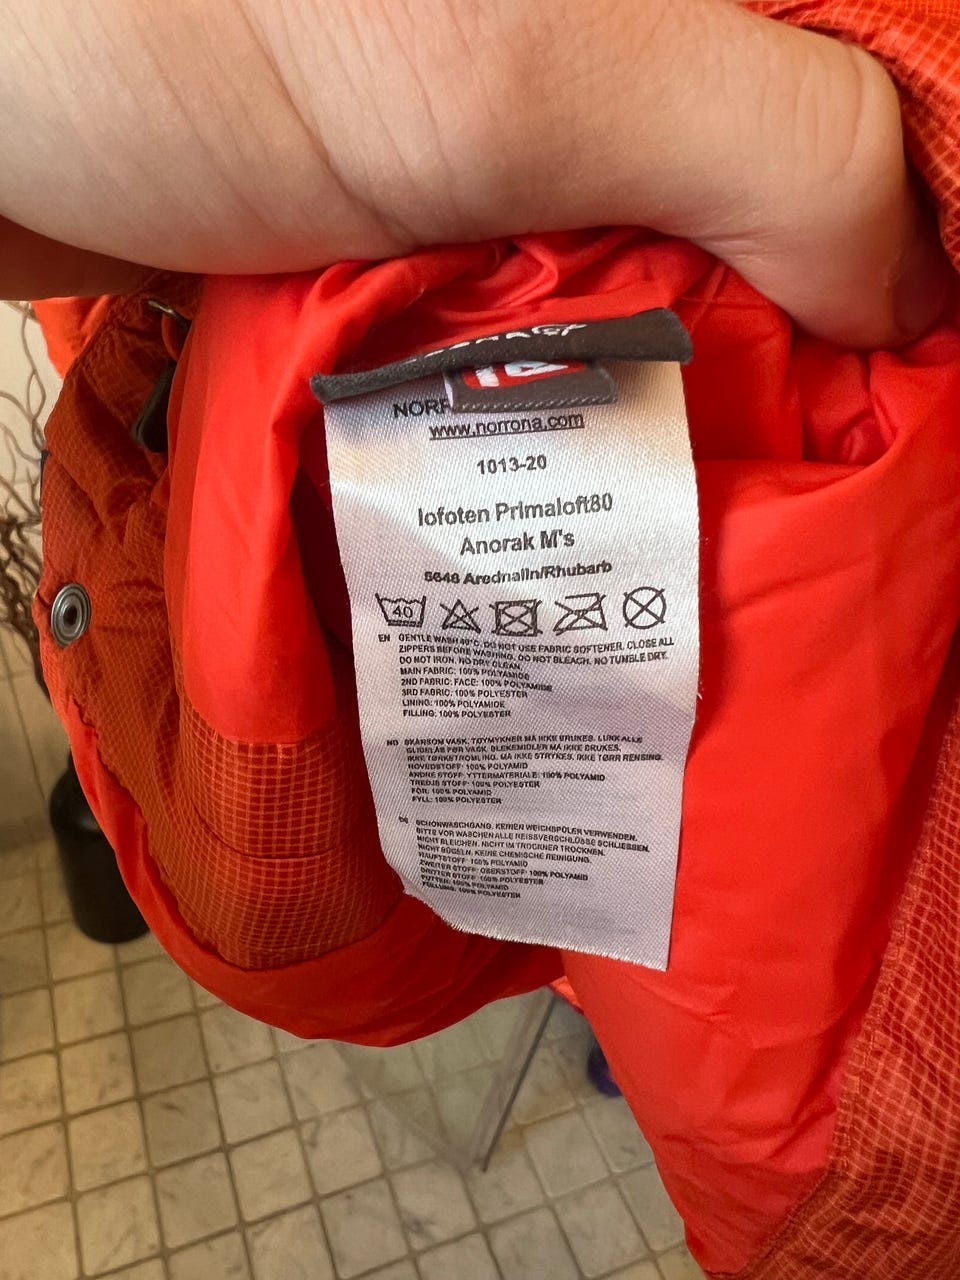 www.norrona.com
1013-20
lofoten Primaloft80
Anorak M's
5648 Arednalin/Rhubarb
40
EN GENTLE WASH 40°C. DO NOT USE FABRIC SOFTENER. CLOSE ALL
ZIPPERS BEFORE WASHING. DO NOT BLEACH. NO TUMBLE DRY.
DO NOT IRON. NO DRY CLEAN.
MAIN FABRIC: 100% POLYAMIDE
2ND FABRIC: FACE: 100% POLYAMIDE
3RD FABRIC: 100% POLYESTER
LINING: 100% POLYAMIDE
FILLING: 100% POLYESTER
NO SKÅNSOM VASK. TØYMYKNER MÅ IKKE BRUKES. LUKK ALLE
GLIDELÅS FØR VASK. BLEKEMIDLER MÅ IKKE BRUKES.
IKKE TØRKSTROMLING. MÅ IKKE STRYKES. IKKE TØRR RENSING.
HOVEDSTOFF: 100% POLYAMID
ANDRE STOFF: YTTERMATERIALE: 100% POLYAMID
TREDJE STOFF: 100% POLYESTER
FÔR: 100% POLYAMID
FYLL: 100% POLYESTER
DE SCHONWASCHGANG. KEINEN WEICHSPÜLER VERWENDEN.
BITTE VOR WASCHEN ALLE REISSVERSCHLÜSSE SCHLIESSEN.
NICHT BLEICHEN. NICHT IM TROCKNER TROCKNEN.
NICHT BÜGELN. KEINE CHEMISCHE REINIGUNG.
HAUPTSTOFF: 100% POLYAMID
ZWEITER STOFF: OBERSTOFF: 100% POLYAMID
DRITTER STOFF: 100% POLYESTER
FUTTER: 100% POLYAMID
FÜLLUNG: 100% POLYESTER